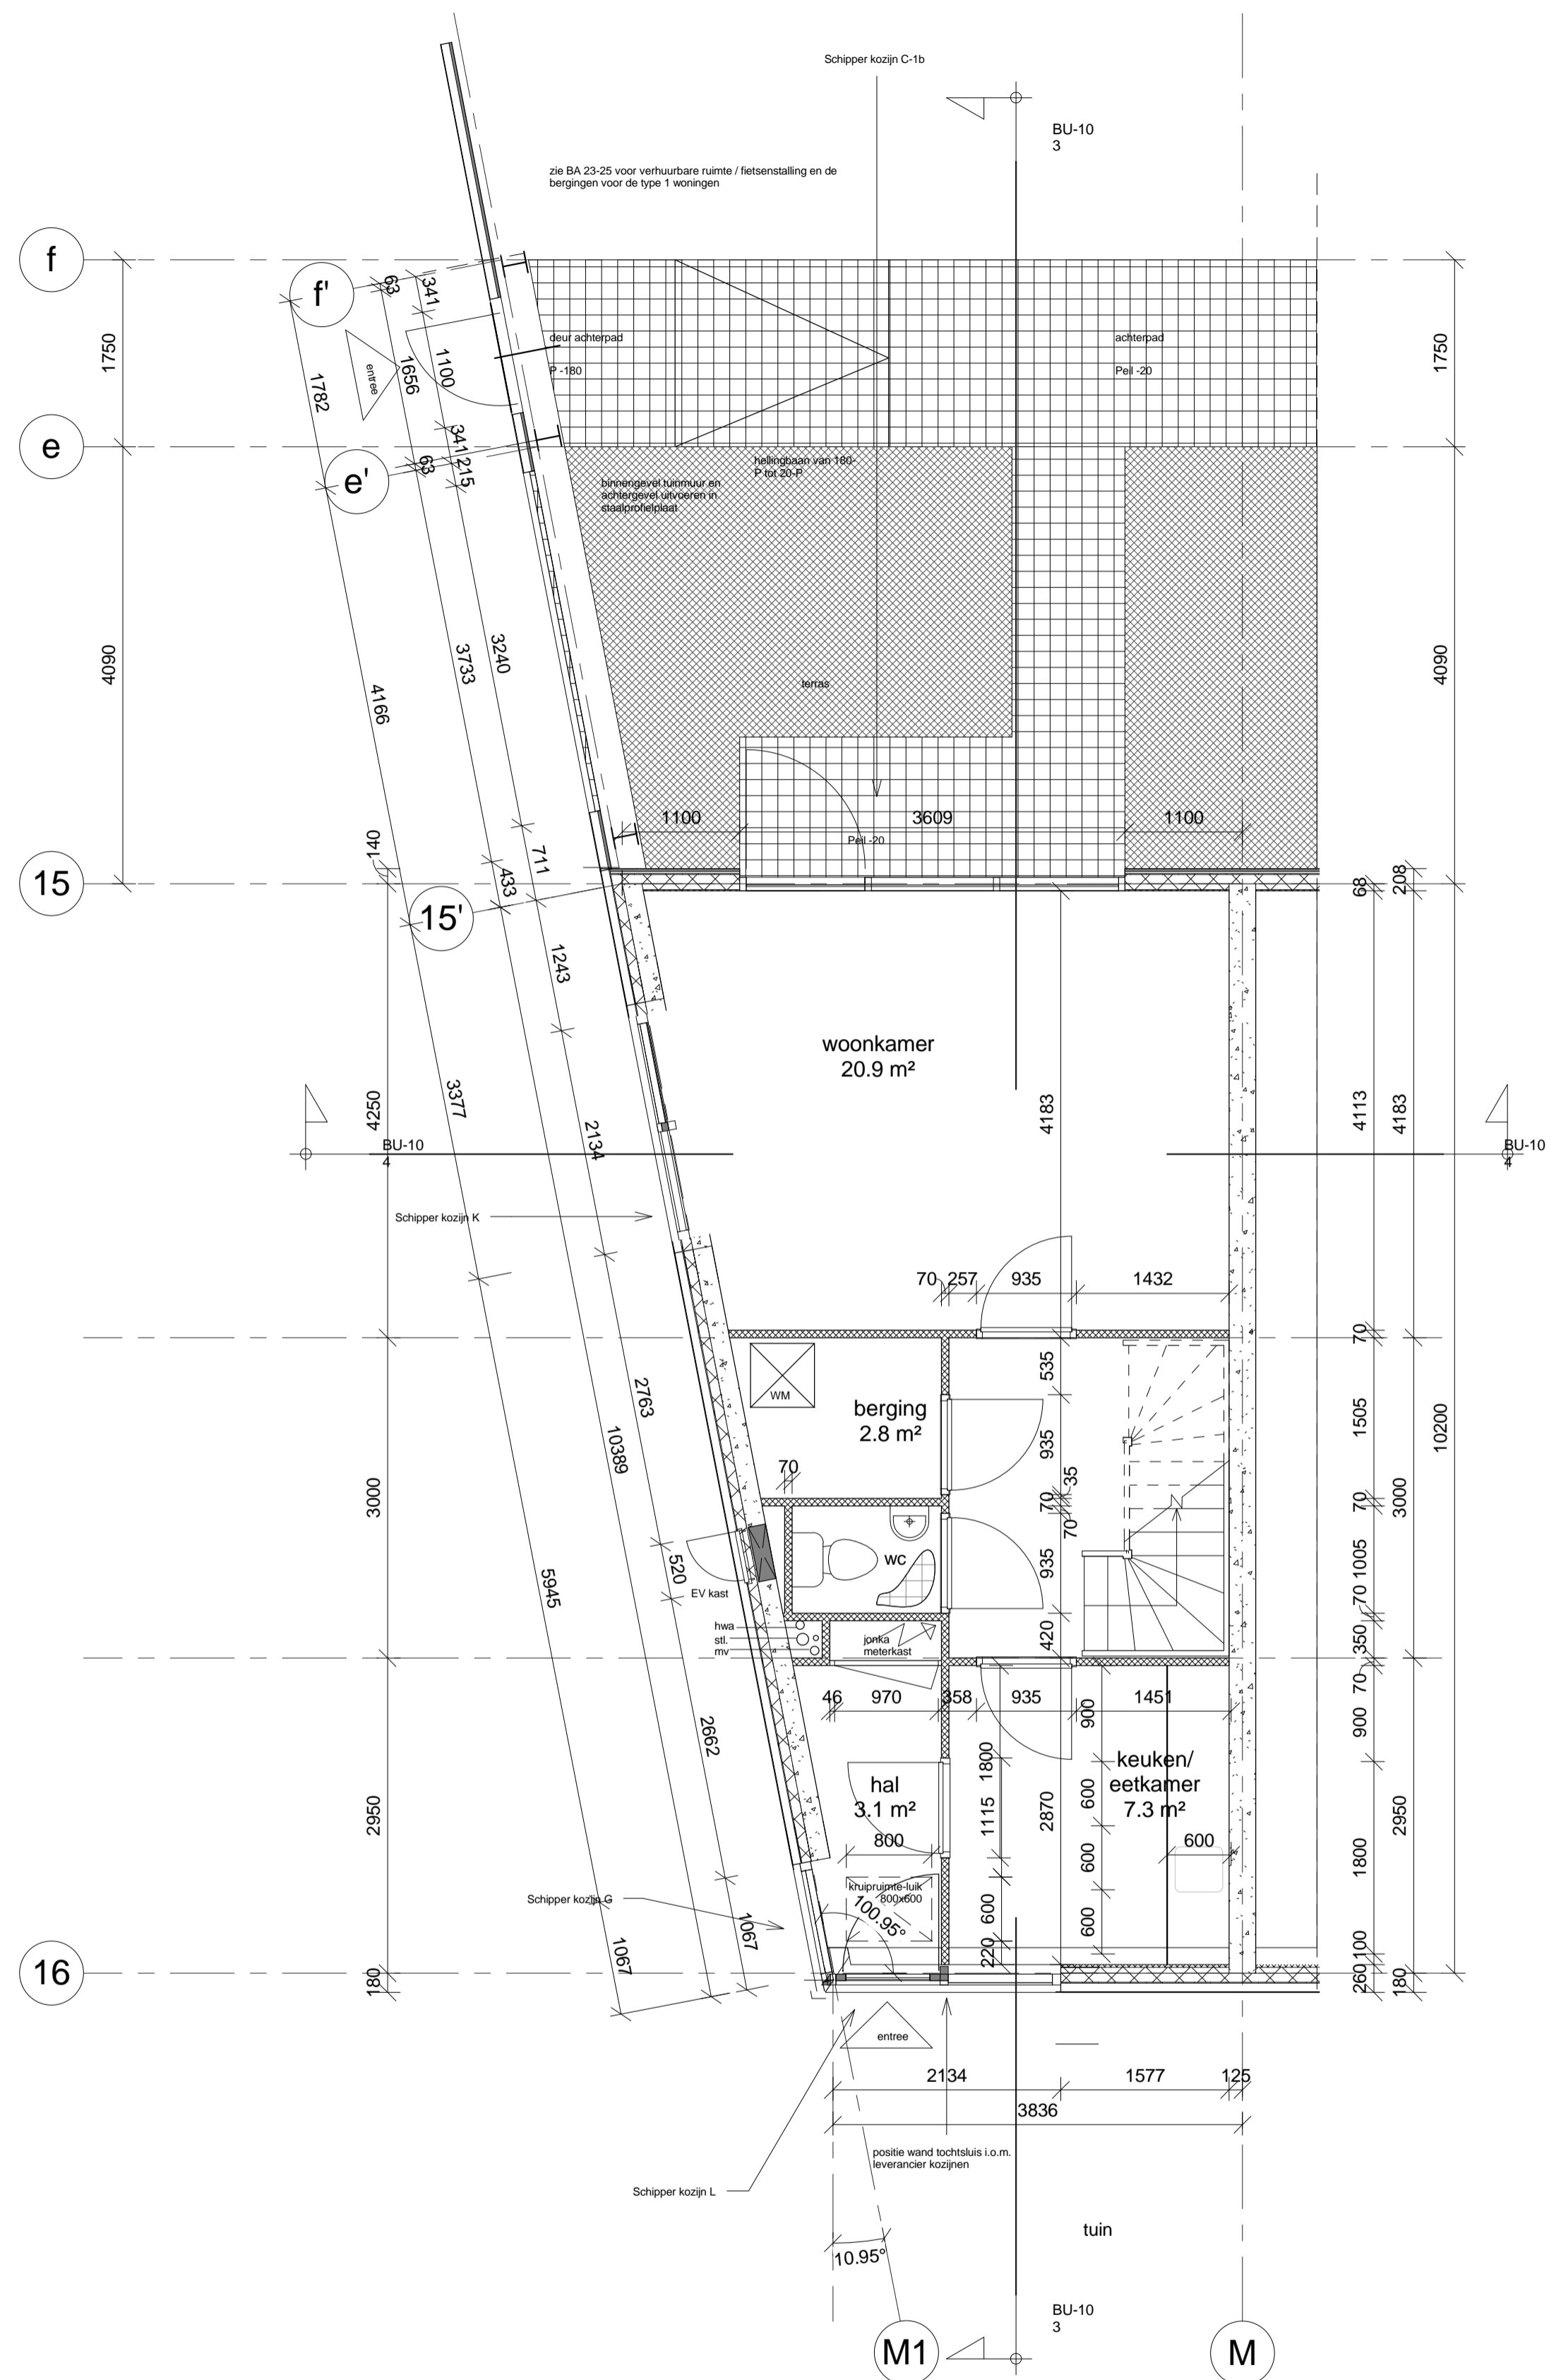 Schipper kozijn C-1b
BU-10
3
zie BA 23-25 voor verhuurbare ruimte / fietsenstalling en de
bergingen voor de type 1 woningen
f
f'
63
341
1750
1782
entree
1656
1100
deur achterpad
P -180
achterpad
Peil -20
1750
e
e'
63
341
215
hellingbaan van 180-
P tot 20-P
binnengevel tuinmuur en
achtergevel uitvoeren in
staalprofielplaat
4090
4166
3733
3240
terras
4090
1100
3609
1100
Peil -20
140
711
433
15
15'
68
208
1243
woonkamer
20.9 m²
4250
3377
2134
4183
4113
4183
BU-10
4
BU-10
4
Schipper kozijn K
70
257
935
1432
70
535
WM
berging
2.8 m²
2763
10389
935
35
1505
10200
70
3000
70
70
70
3000
wc
935
1005
520
EV kast
5945
hwa
stl.
mv
jonka
meterkast
420
70
350
70
46
970
358
935
1451
900
900
2662
hal
3.1 m²
1800
1115
2870
keuken/
eetkamer
7.3 m²
600
2950
2950
800
600
600
1800
kruipruimte-luik
800x600
100.95°
Schipper kozijn G
1067
1067
600
220
600
100
16
180
260
180
entree
2134
1577
125
3836
positie wand tochtsluis i.o.m.
leverancier kozijnen
Schipper kozijn L
tuin
10.95°
BU-10
3
M1
M